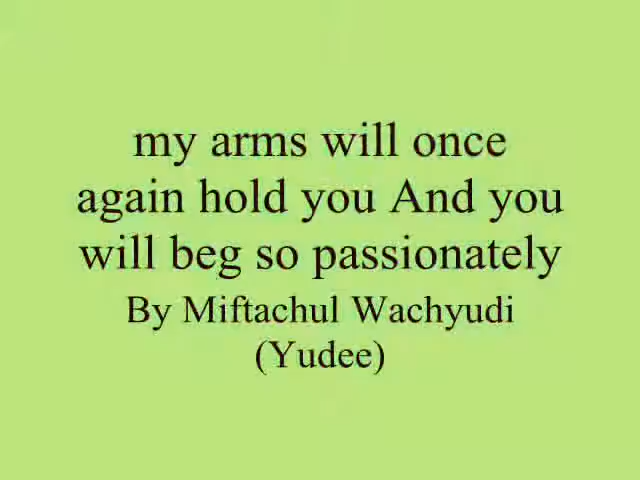 my arms will once
again hold you And you
will beg so passionately
By Miftachul Wachyudi
(Yudee)